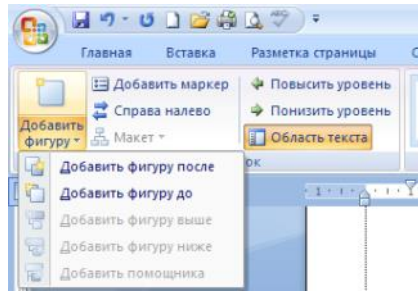 Главная Вставка Разметка страницы
Добавить маркер Повысить уровень
Справа налево Понизить уровень
Добавить фигуру Макет Область текста
Добавить фигуру после
Добавить фигуру до
Добавить фигуру выше
Добавить фигуру ниже
Добавить помощника